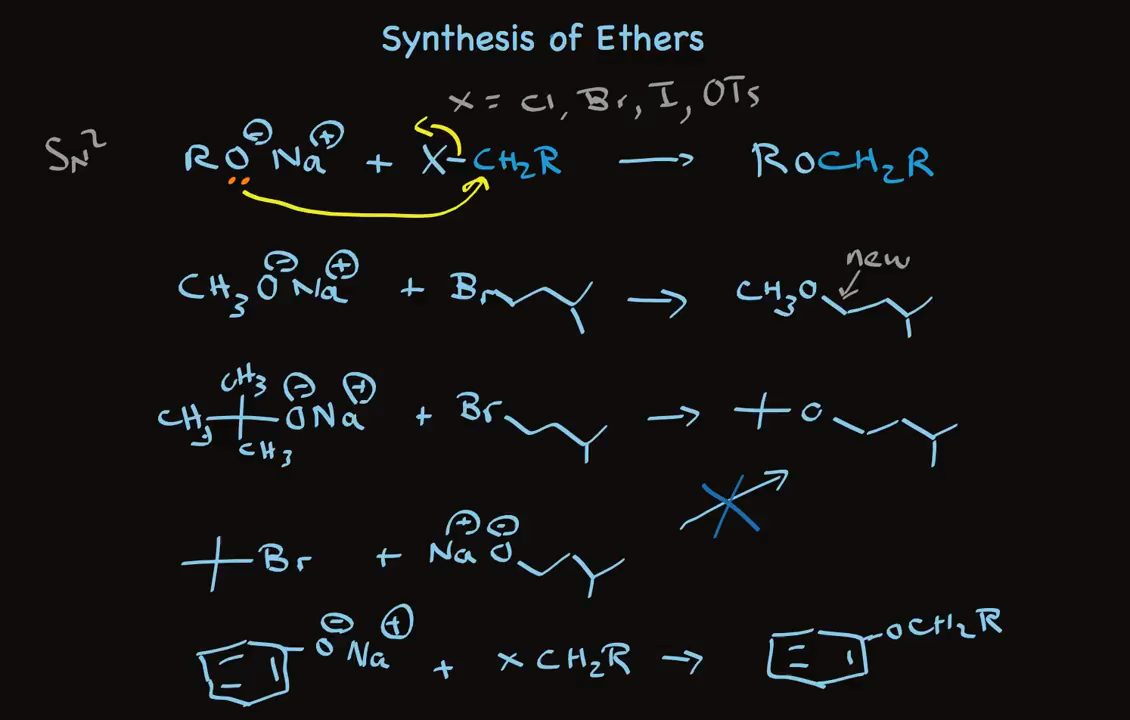 Synthesis of Ethers
X = Cl, Br, I, OTs
SN2
RO⊖ Na⊕ + X–CH2R → ROCH2R
new
CH3O⊖ Na⊕ + Br → CH3O
CH3
CH3 O⊖ Na⊕ + Br → O
CH3
Br + Na⊕ O⊖
O⊖ Na⊕ + XCH2R → OCH2R